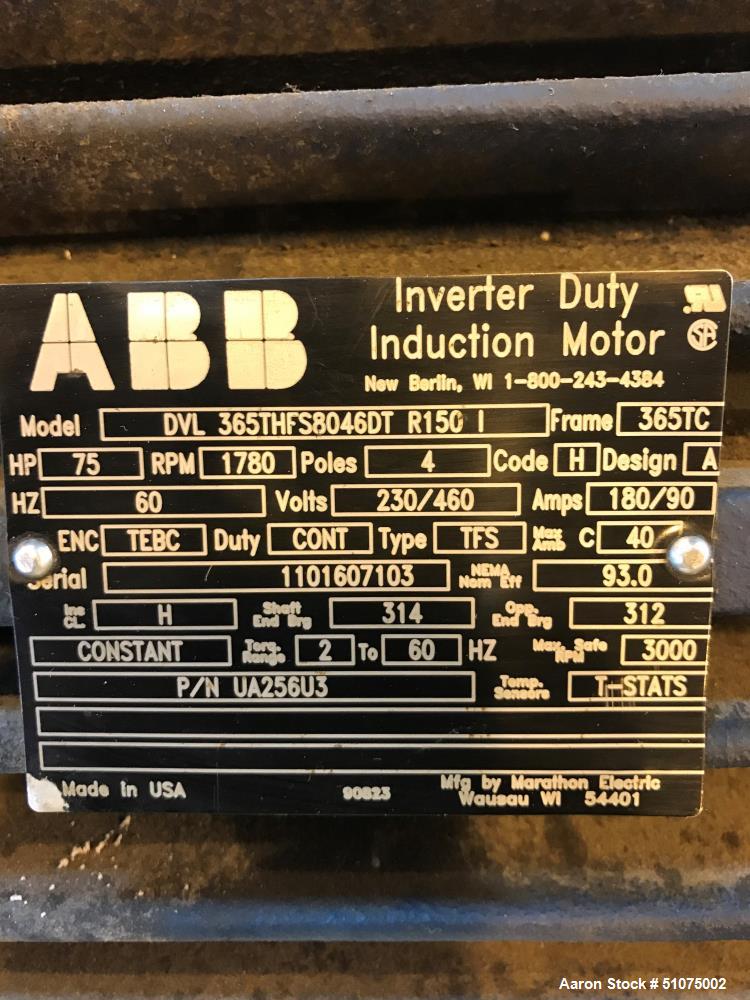 ABB
Inverter Duty
Induction Motor
New Berlin, WI 1-800-243-4384
Model DVL 365THFS8046DT R150 I Frame 365TC
HP 75 RPM 1780 Poles 4 Code H Design A
HZ 60 Volts 230/460 Amps 180/90
ENC TEBC Duty CONT Type TFS Max Amb C 40
Serial 1101607103 NEMA Nom Eff 93.0
Ins CL. H Shaft End Brg 314 Opp. End Brg 312
CONSTANT Torq. Range 2 To 60 HZ Max. Safe RPM 3000
P/N UA256U3 Temp. Sensors T-STATS
Made in USA 90823 Mfg by Marathon Electric
Wausau WI 54401
Aaron Stock # 51075002